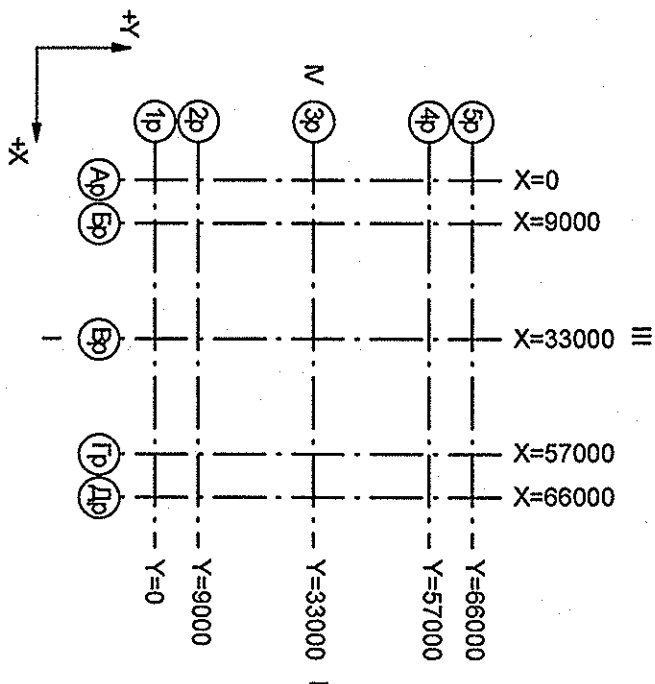 +Y
+X
IV
1р
2р
3р
4р
5р
Ар
Бр
Вр
Гр
Др
X=0
X=9000
X=33000
X=57000
X=66000
III
I
Y=0
Y=9000
Y=33000
Y=57000
Y=66000